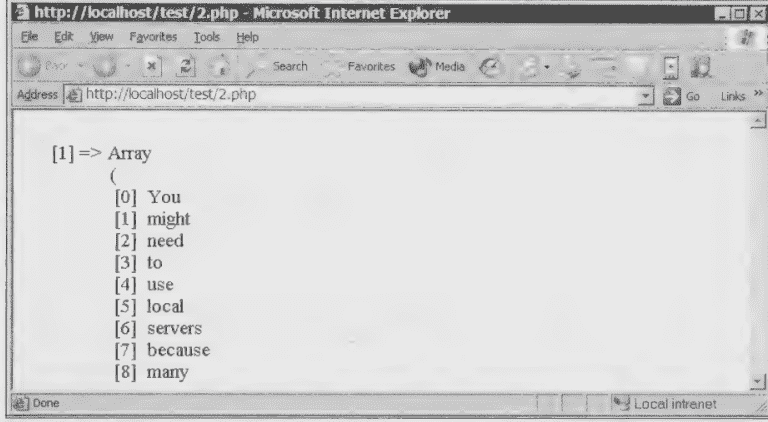 http://localhost/test/2.php - Microsoft Internet Explorer
File Edit View Favorites Tools Help
Back Search Favorites Media
Address http://localhost/test/2.php Go Links »
[1] => Array
(
[0] You
[1] might
[2] need
[3] to
[4] use
[5] local
[6] servers
[7] because
[8] many
Done Local intranet